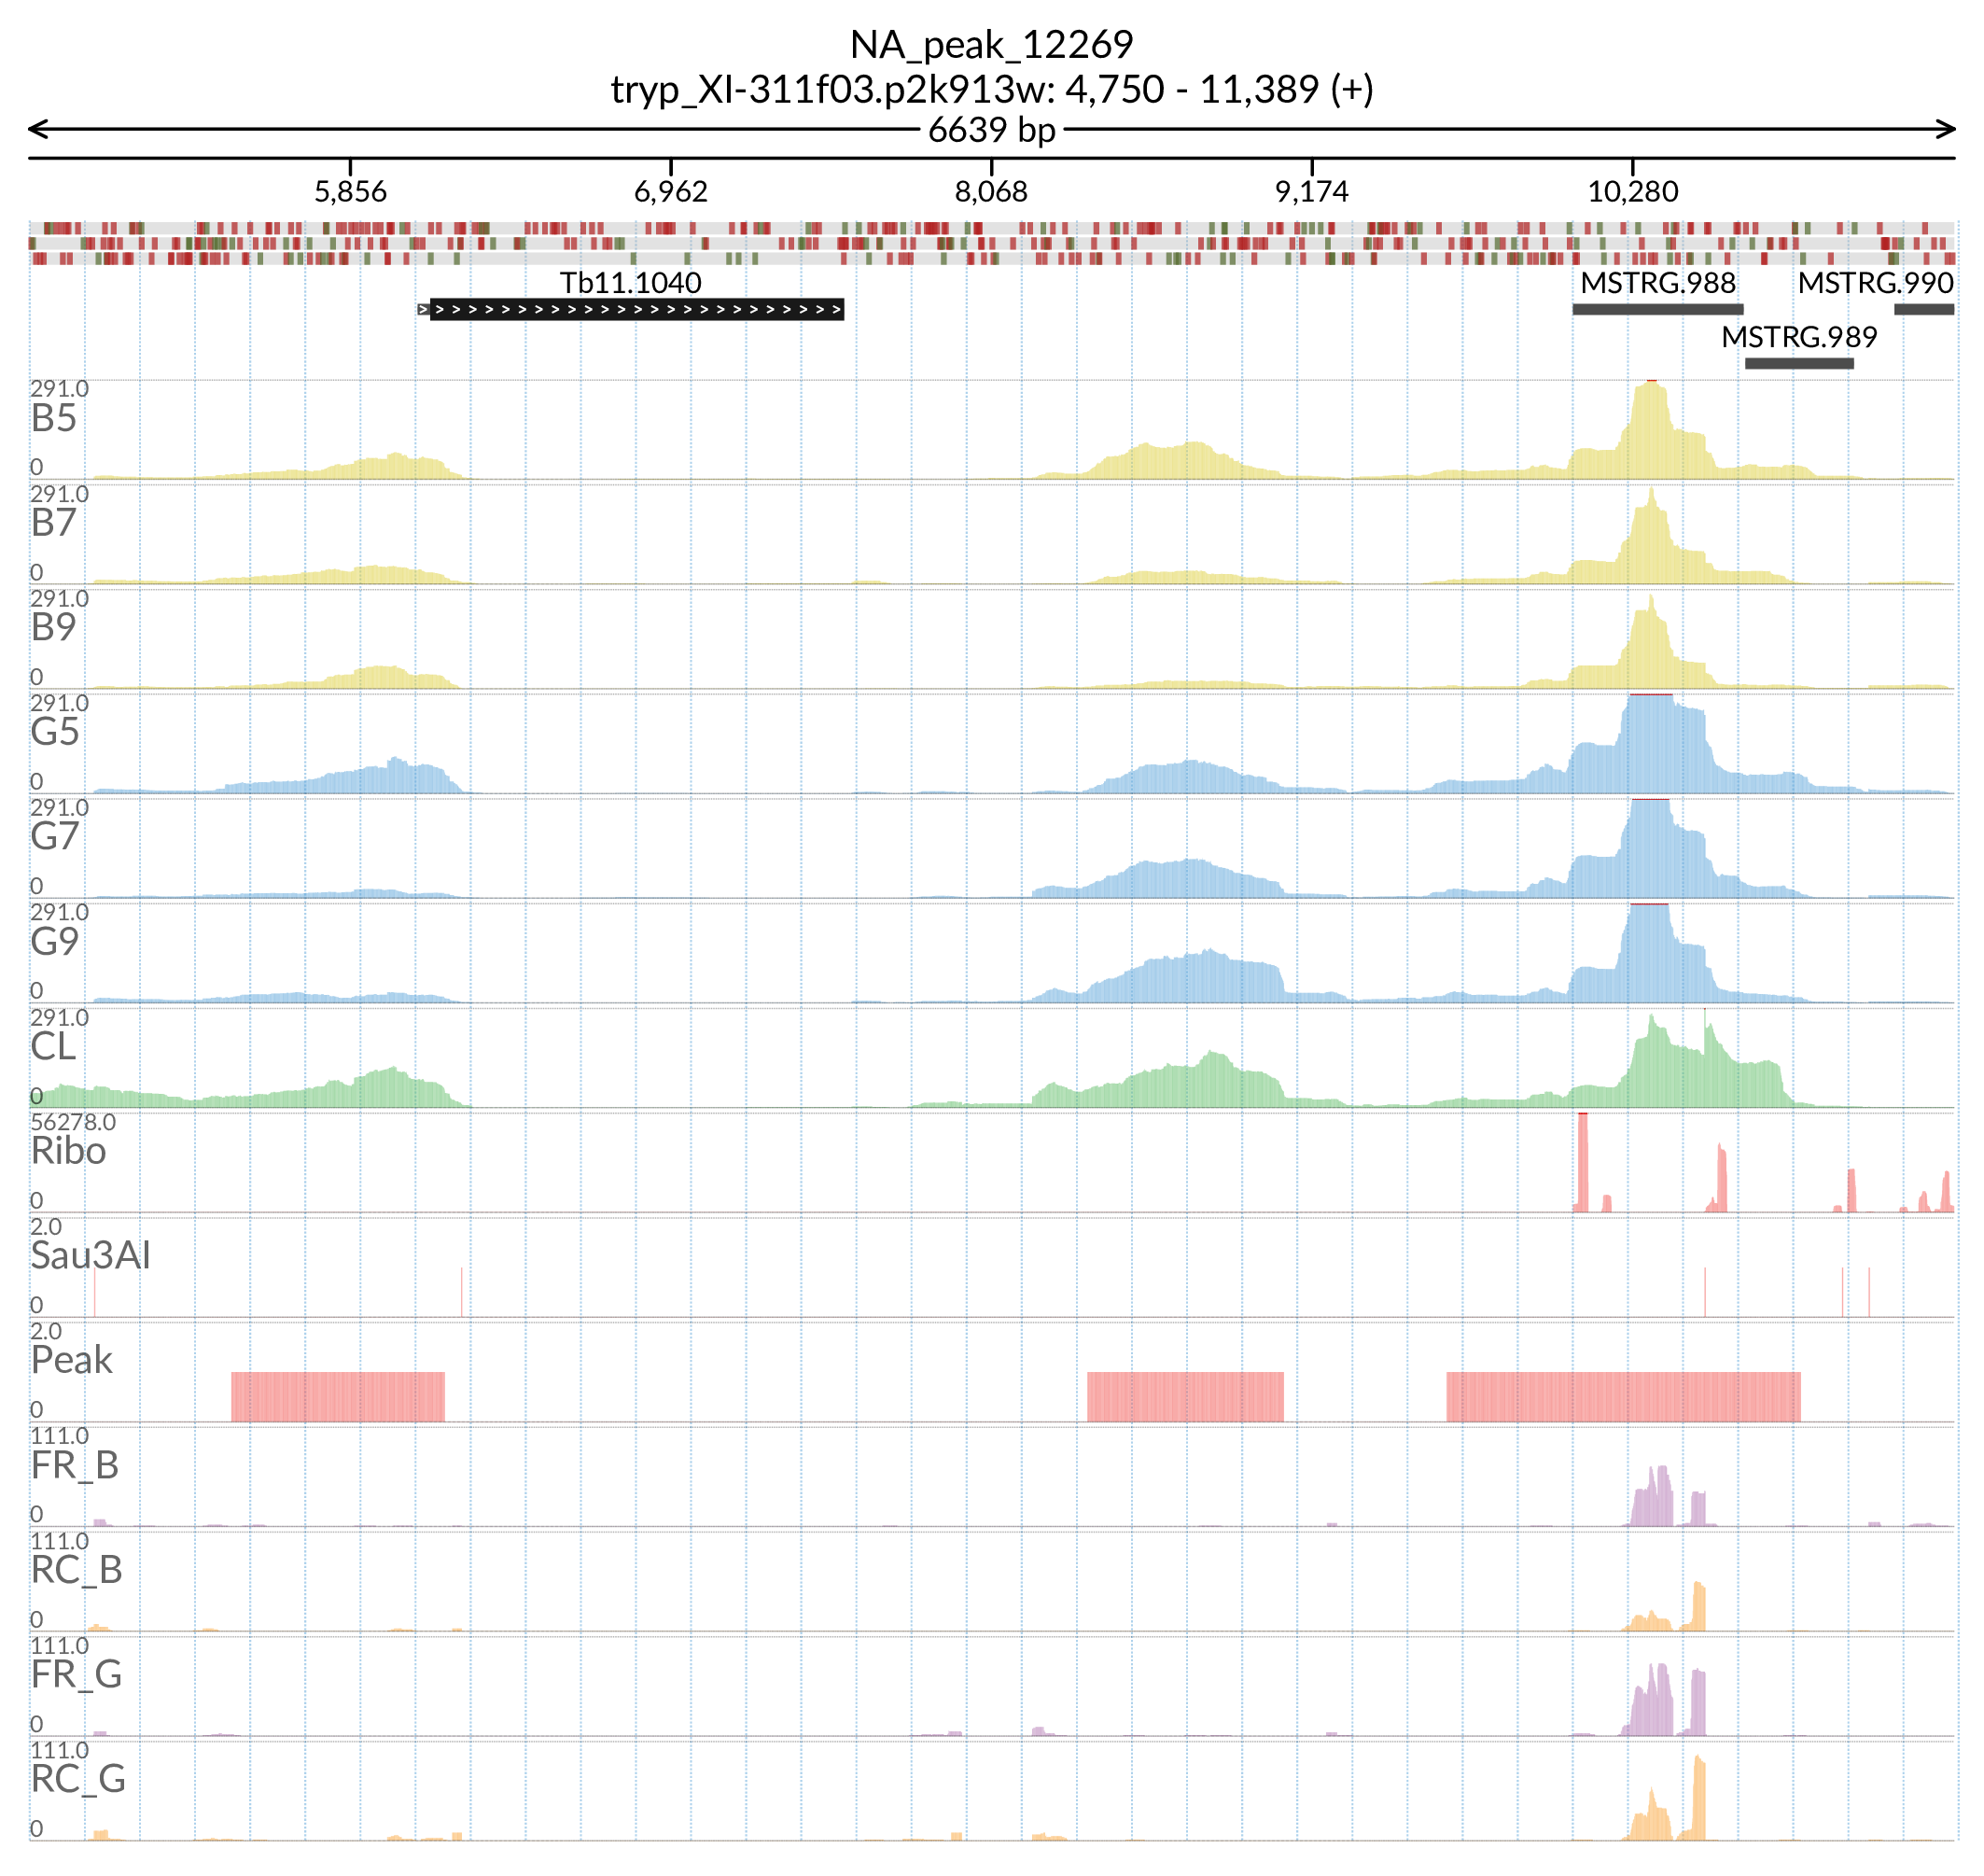 NA_peak_12269
tryp_XI-311f03.p2k913w: 4,750 - 11,389 (+)
6639 bp
5,856 6,962 8,068 9,174 10,280
Tb11.1040 MSTRG.988 MSTRG.990
MSTRG.989
291.0
B5
0
291.0
B7
0
291.0
B9
0
291.0
G5
0
291.0
G7
0
291.0
G9
0
291.0
CL
0
56278.0
Ribo
0
2.0
Sau3AI
0
2.0
Peak
0
111.0
FR_B
0
111.0
RC_B
0
111.0
FR_G
0
111.0
RC_G
0